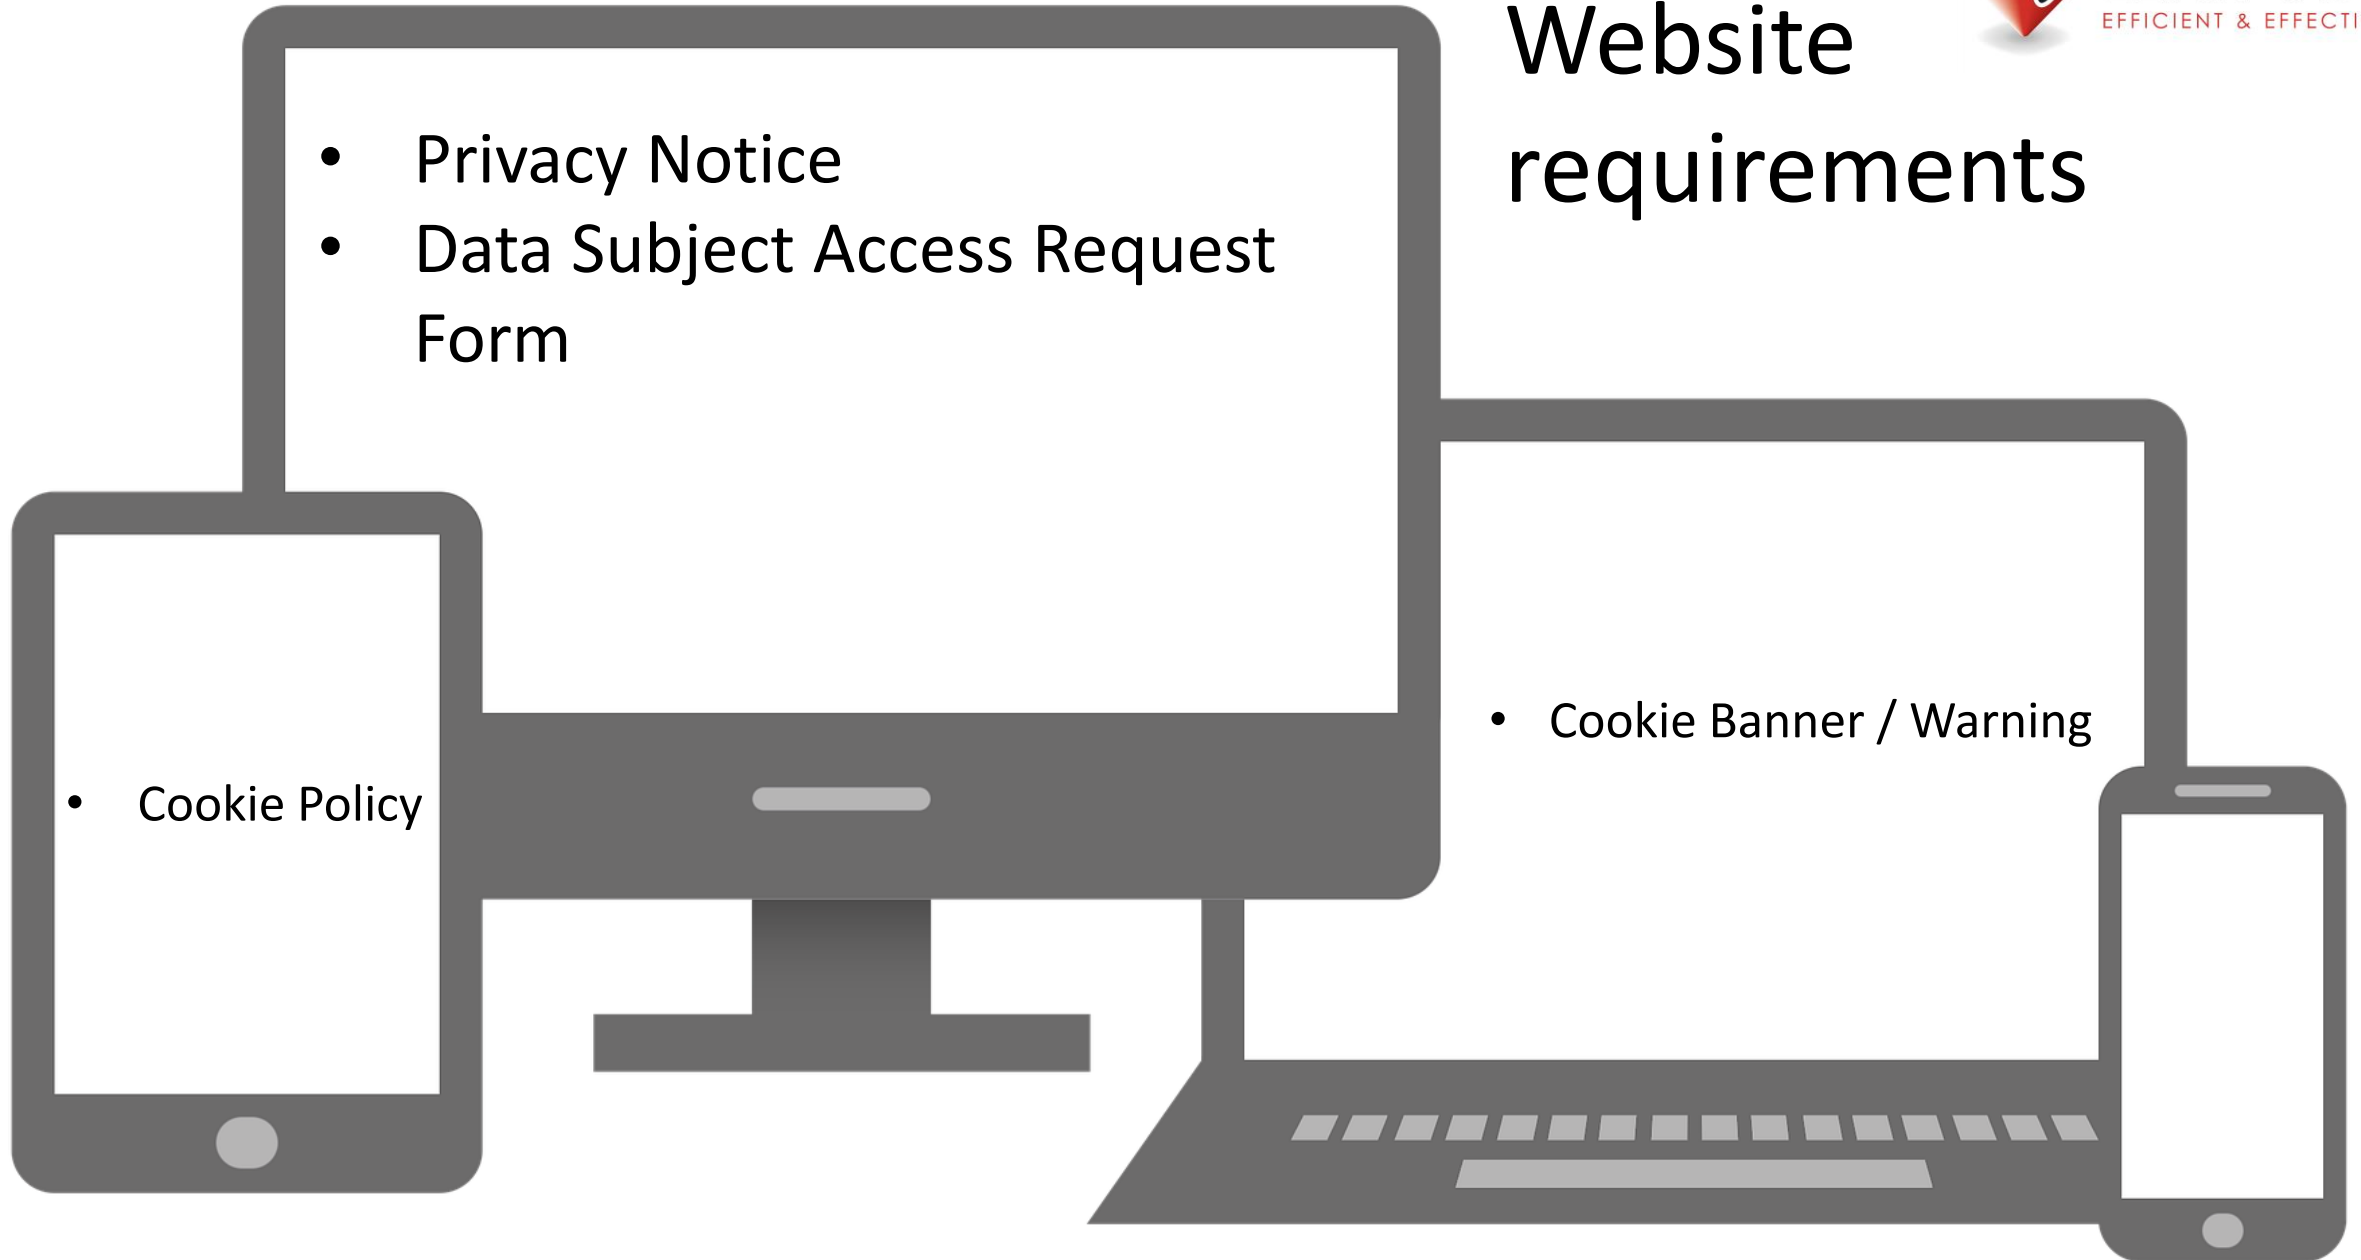 Website
requirements
EFFICIENT & EFFECTI
• Privacy Notice
• Data Subject Access Request
Form
• Cookie Banner / Warning
• Cookie Policy